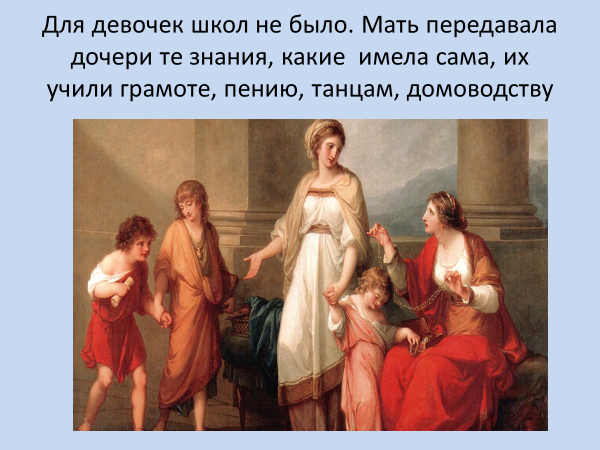 Для девочек школ не было. Мать передавала
дочери те знания, какие имела сама, их
учили грамоте, пению, танцам, домоводству